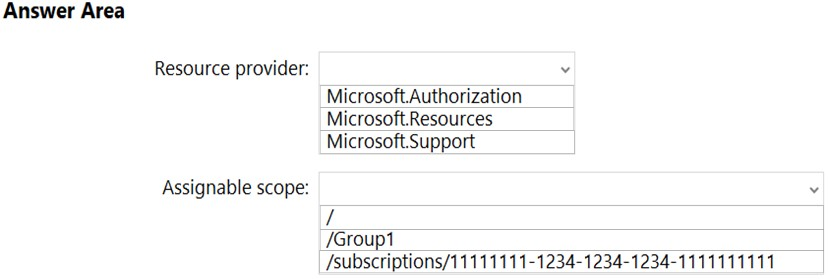 Answer Area
Resource provider:
Microsoft.Authorization
Microsoft.Resources
Microsoft.Support
Assignable scope:
/
/Group1
/subscriptions/11111111-1234-1234-1234-1111111111